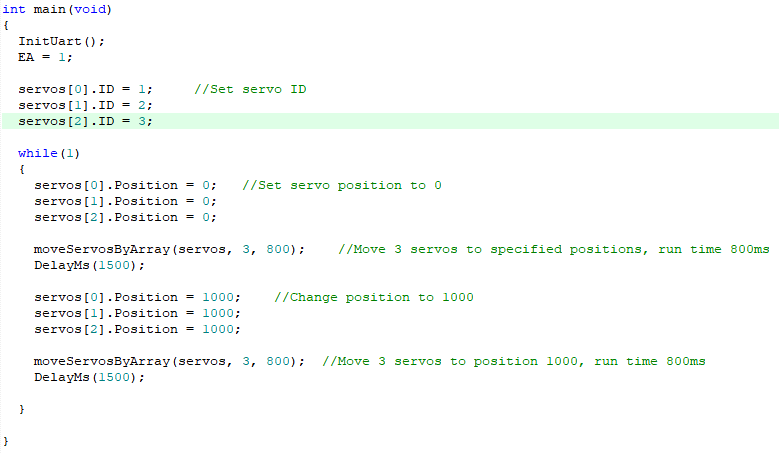 int main(void)
{
  InitUart();
  EA = 1;

  servos[0].ID = 1;     //Set servo ID
  servos[1].ID = 2;
  servos[2].ID = 3;

  while(1)
  {
    servos[0].Position = 0;   //Set servo position to 0
    servos[1].Position = 0;
    servos[2].Position = 0;

    moveServosByArray(servos, 3, 800);    //Move 3 servos to specified positions, run time 800ms
    DelayMs(1500);

    servos[0].Position = 1000;    //Change position to 1000
    servos[1].Position = 1000;
    servos[2].Position = 1000;

    moveServosByArray(servos, 3, 800);  //Move 3 servos to position 1000, run time 800ms
    DelayMs(1500);

  }

}